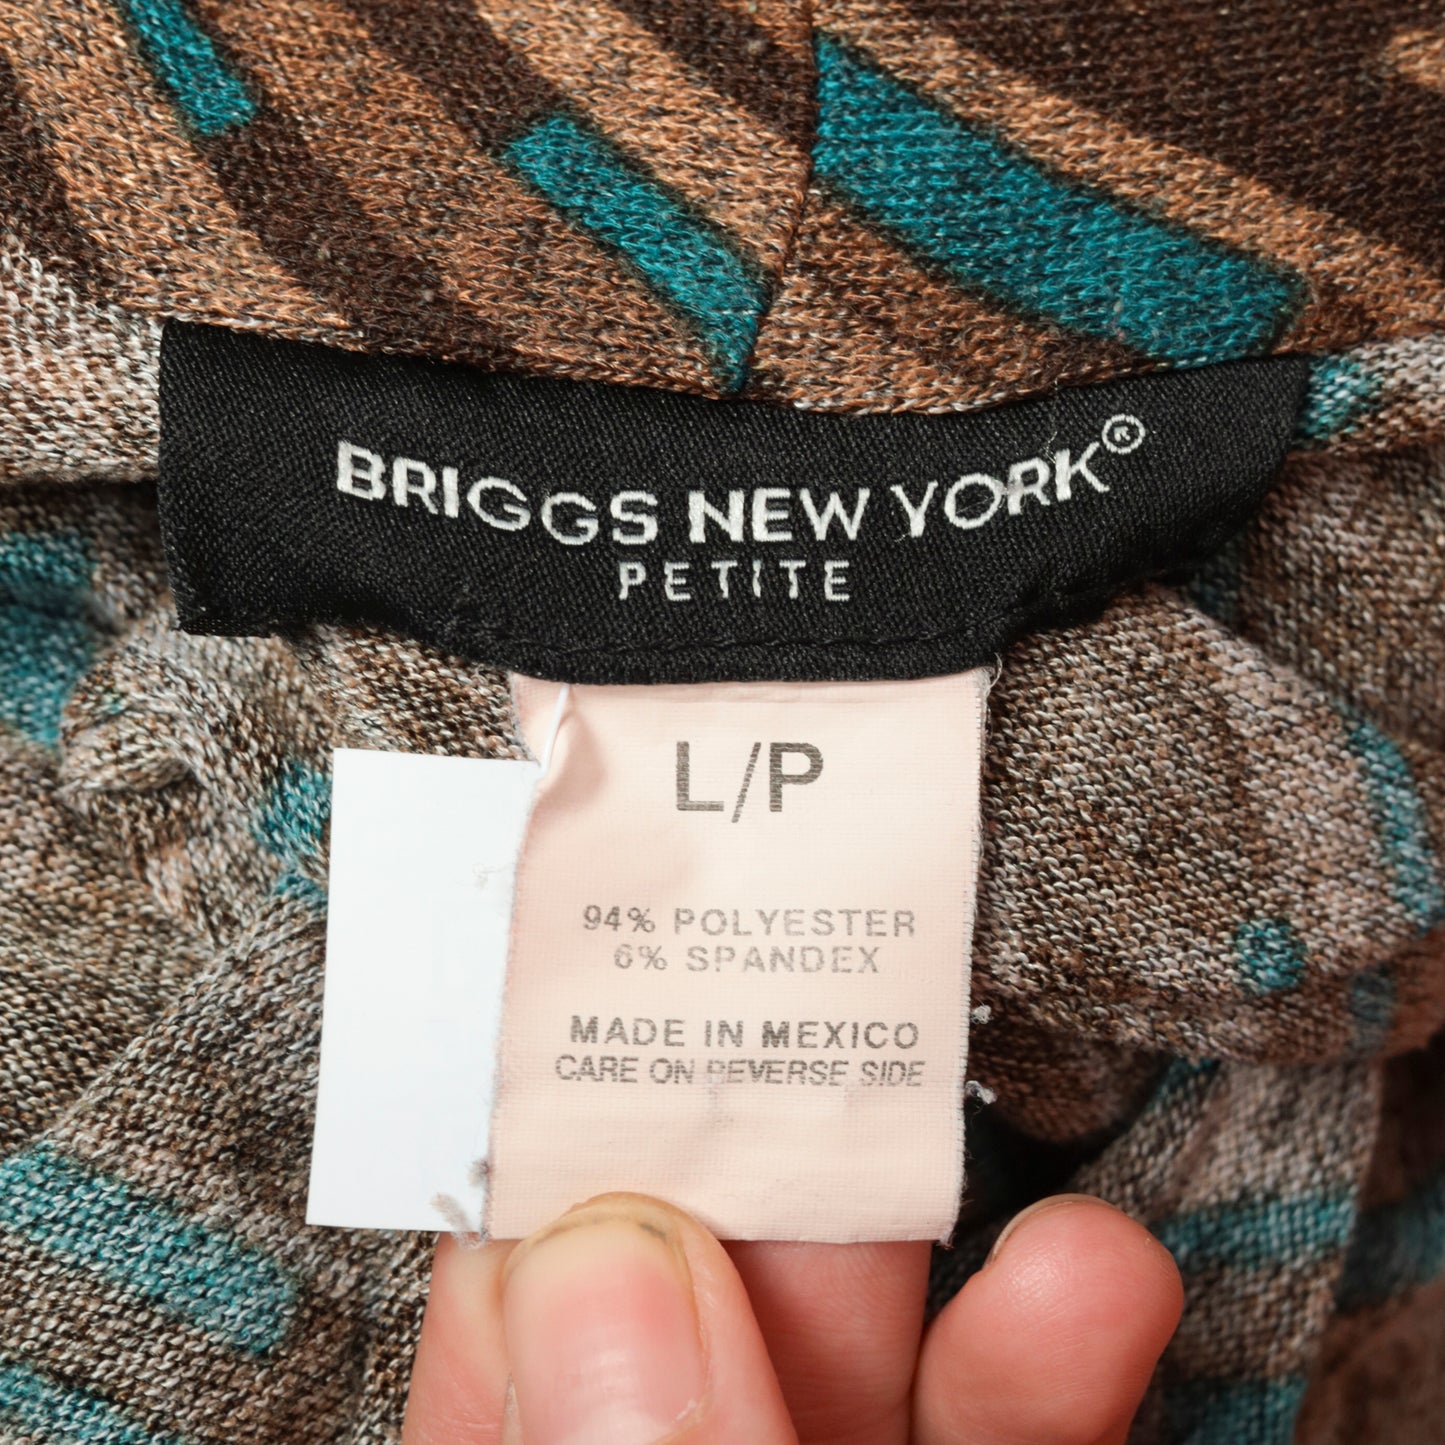 BRIGGS NEW YORK®
PETITE
L/P
94% POLYESTER
6% SPANDEX
MADE IN MEXICO
CARE ON REVERSE SIDE